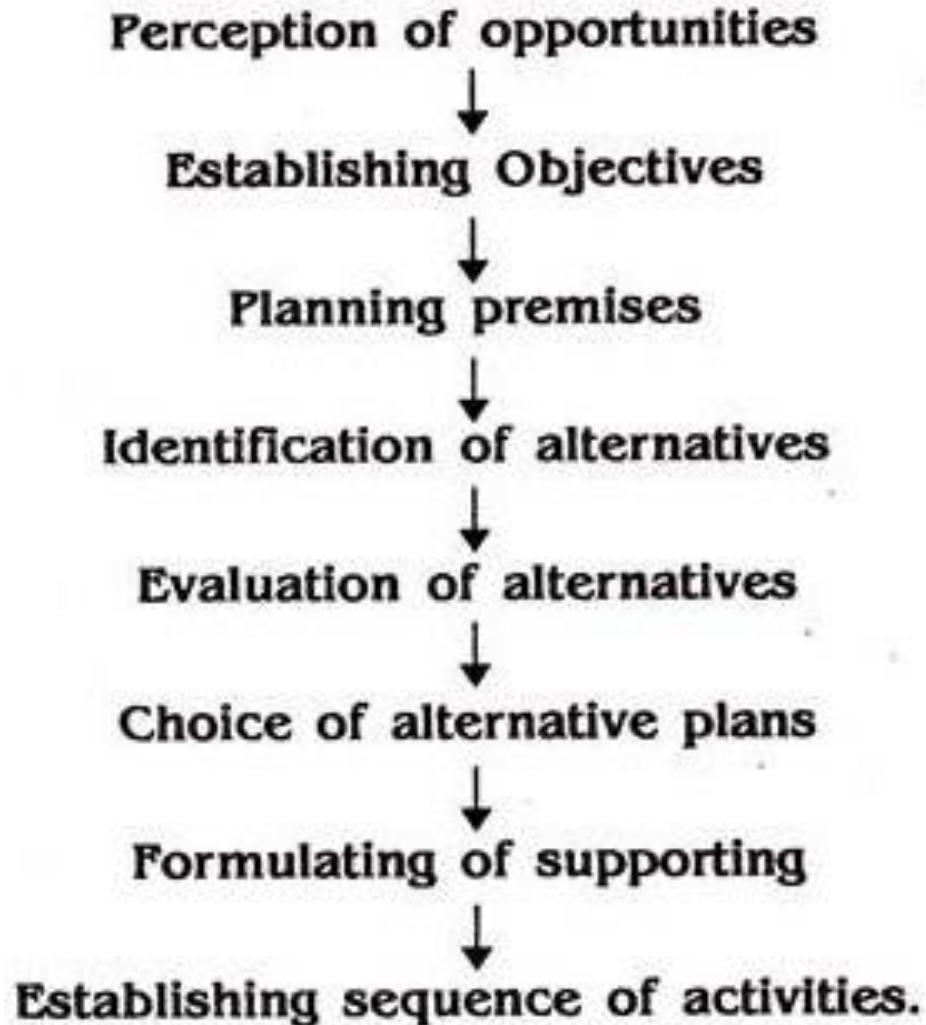 Perception of opportunities
Establishing Objectives
Planning premises
Identification of alternatives
Evaluation of alternatives
Choice of alternative plans
Formulating of supporting
Establishing sequence of activities.